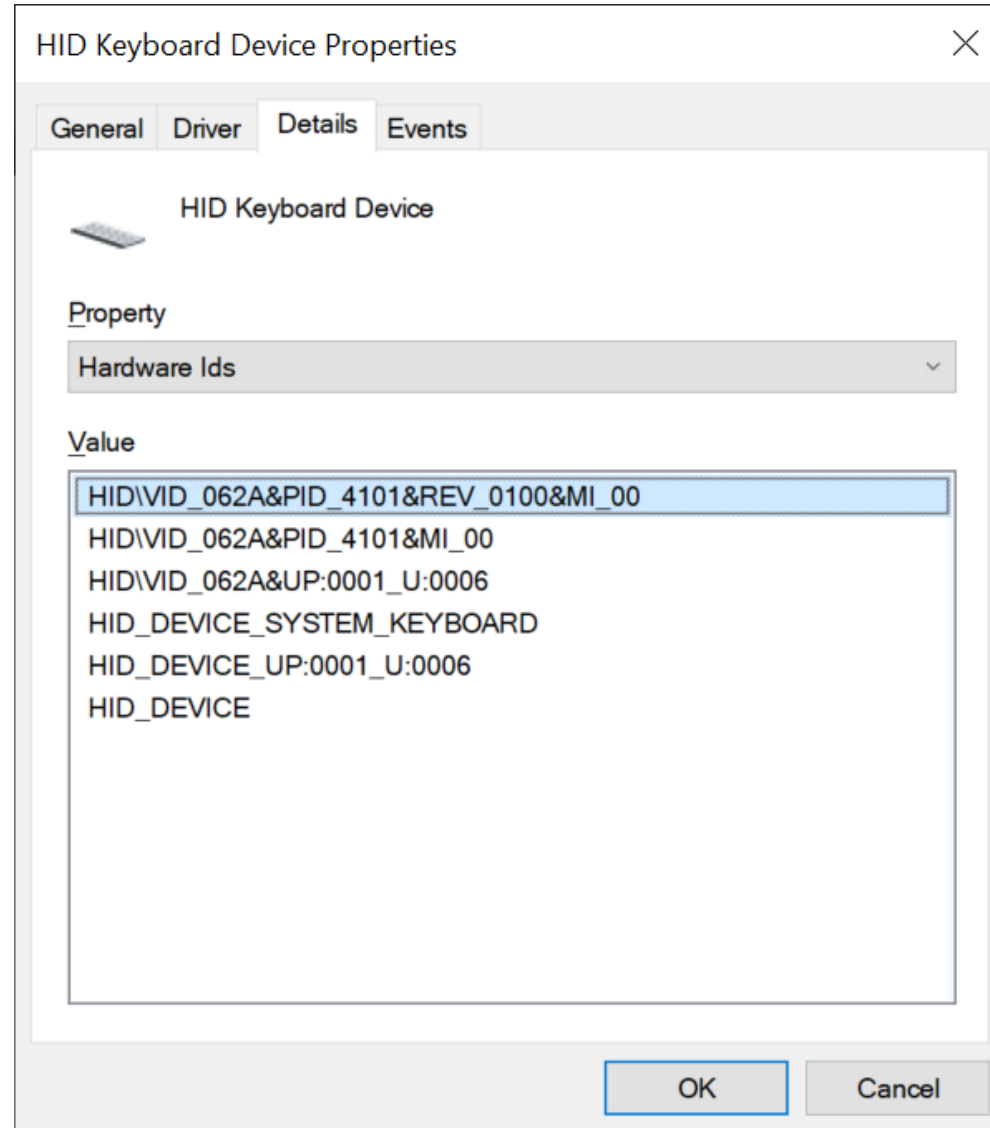 HID Keyboard Device Properties
General Driver Details Events
HID Keyboard Device
Property
Hardware Ids
Value
HID\VID_062A&PID_4101&REV_0100&MI_00
HID\VID_062A&PID_4101&MI_00
HID\VID_062A&UP:0001_U:0006
HID_DEVICE_SYSTEM_KEYBOARD
HID_DEVICE_UP:0001_U:0006
HID_DEVICE
OK Cancel